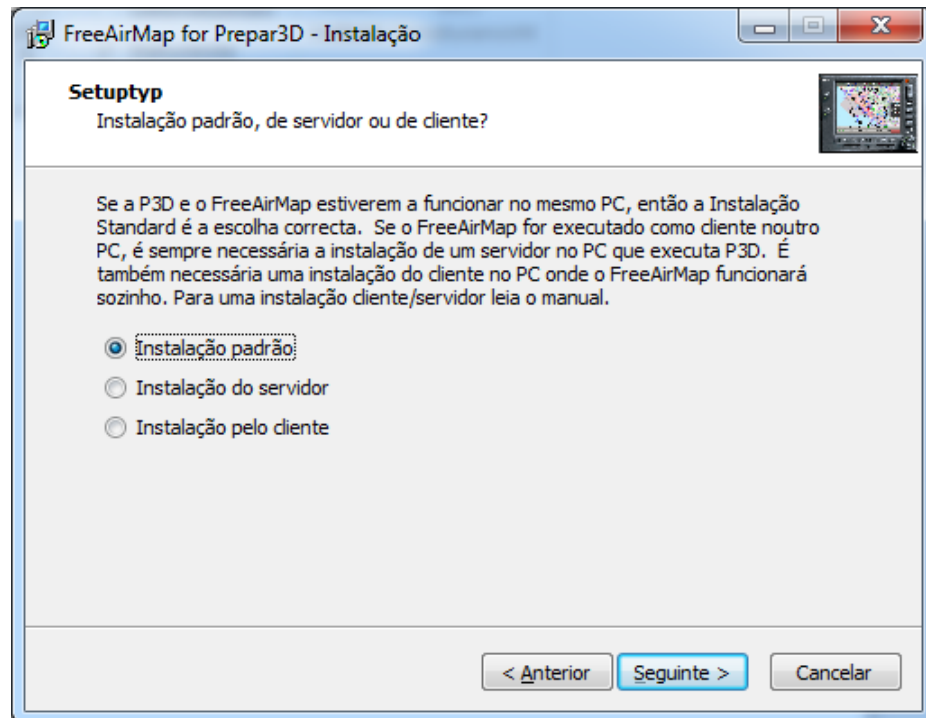 FreeAirMap for Prepar3D - Instalação
Setuptyp
Instalação padrão, de servidor ou de cliente?
Se a P3D e o FreeAirMap estiverem a funcionar no mesmo PC, então a Instalação
Standard é a escolha correcta.  Se o FreeAirMap for executado como cliente noutro
PC, é sempre necessária a instalação de um servidor no PC que executa P3D.  É
também necessária uma instalação do cliente no PC onde o FreeAirMap funcionará
sozinho. Para uma instalação cliente/servidor leia o manual.
Instalação padrão
Instalação do servidor
Instalação pelo cliente
< Anterior
Seguinte >
Cancelar